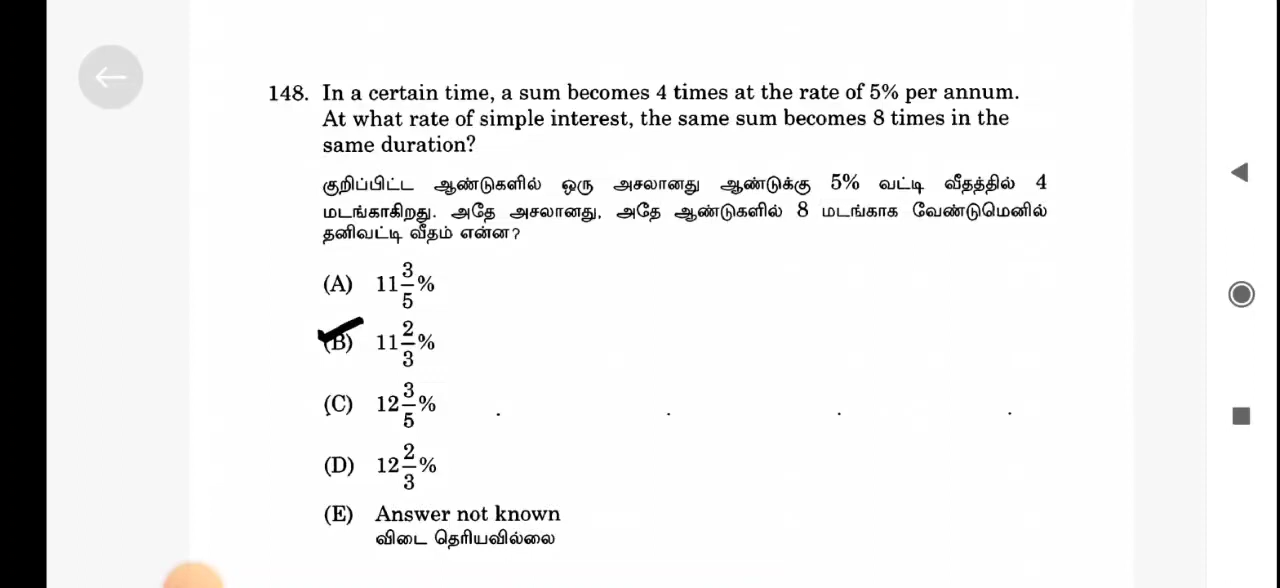 148. In a certain time, a sum becomes 4 times at the rate of 5% per annum.
At what rate of simple interest, the same sum becomes 8 times in the
same duration?
குறிப்பிட்ட ஆண்டுகளில் ஒரு அசலானது ஆண்டுக்கு 5% வட்டி வீதத்தில் 4
மடங்காகிறது. அதே அசலானது, அதே ஆண்டுகளில் 8 மடங்காக வேண்டுமெனில்
தனிவட்டி வீதம் என்ன?
(A) 11 3/5 %
(B) 11 2/3 %
(C) 12 3/5 %
(D) 12 2/3 %
(E) Answer not known
விடை தெரியவில்லை